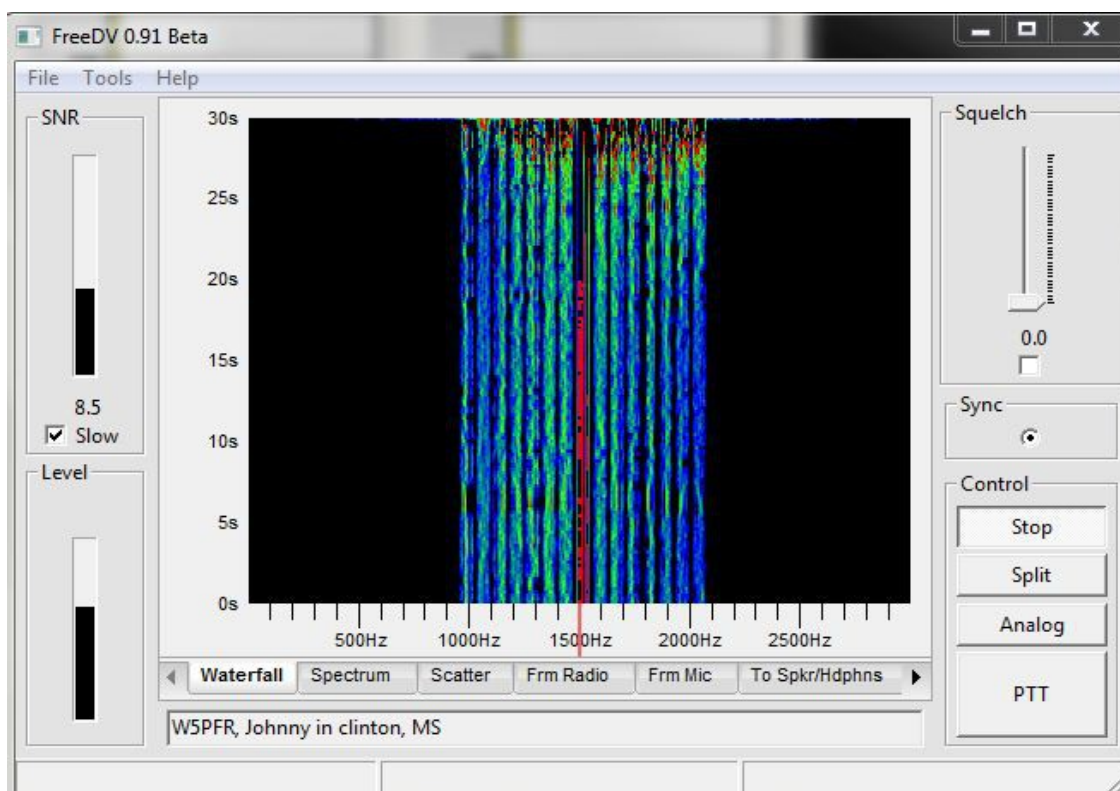 FreeDV 0.91 Beta
File Tools Help
SNR
8.5
Slow
Level
30s
25s
20s
15s
10s
5s
0s
500Hz 1000Hz 1500Hz 2000Hz 2500Hz
Waterfall Spectrum Scatter Frm Radio Frm Mic To Spkr/Hdphns
W5PFR, Johnny in clinton, MS
Squelch
0.0
Sync
Control
Stop
Split
Analog
PTT